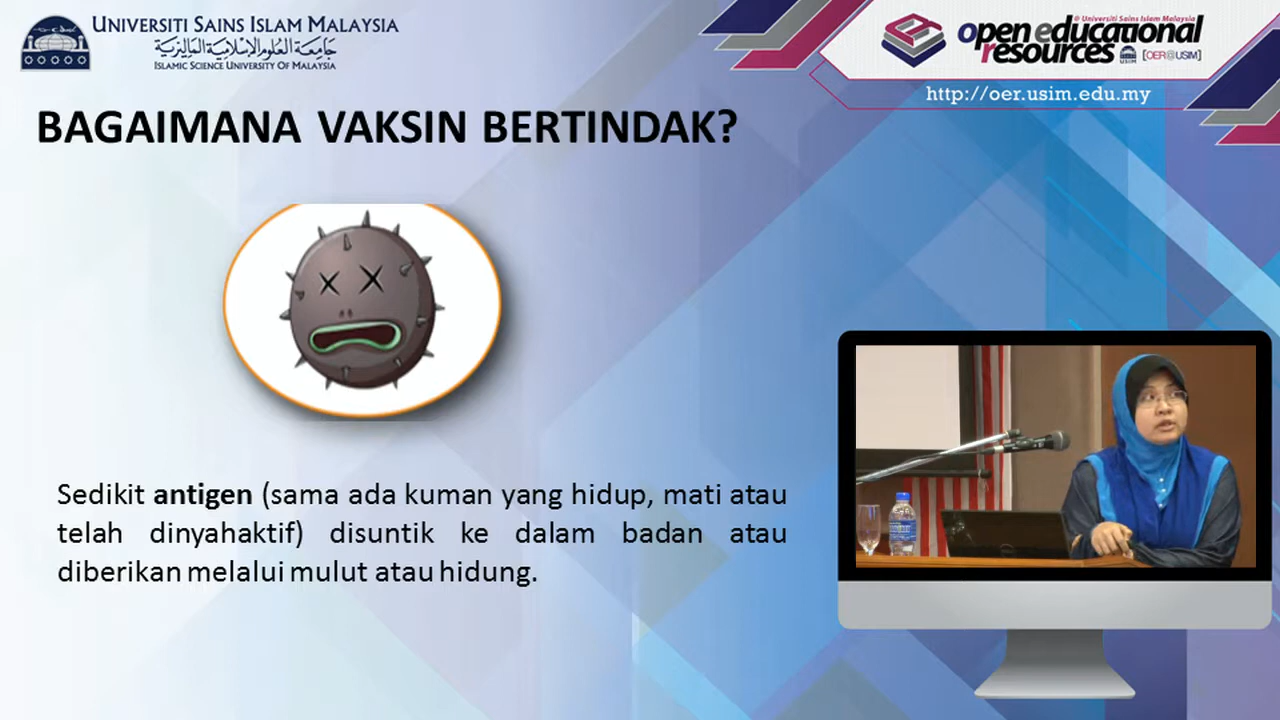 UNIVERSITI SAINS ISLAM MALAYSIA
جامعة العلوم الإسلامية الماليزية
ISLAMIC SCIENCE UNIVERSITY OF MALAYSIA
@ Universiti Sains Islam Malaysia
open educational
resources
USIM
[OER@USIM]
http://oer.usim.edu.my
BAGAIMANA VAKSIN BERTINDAK?
Sedikit antigen (sama ada kuman yang hidup, mati atau
telah dinyahaktif) disuntik ke dalam badan atau
diberikan melalui mulut atau hidung.